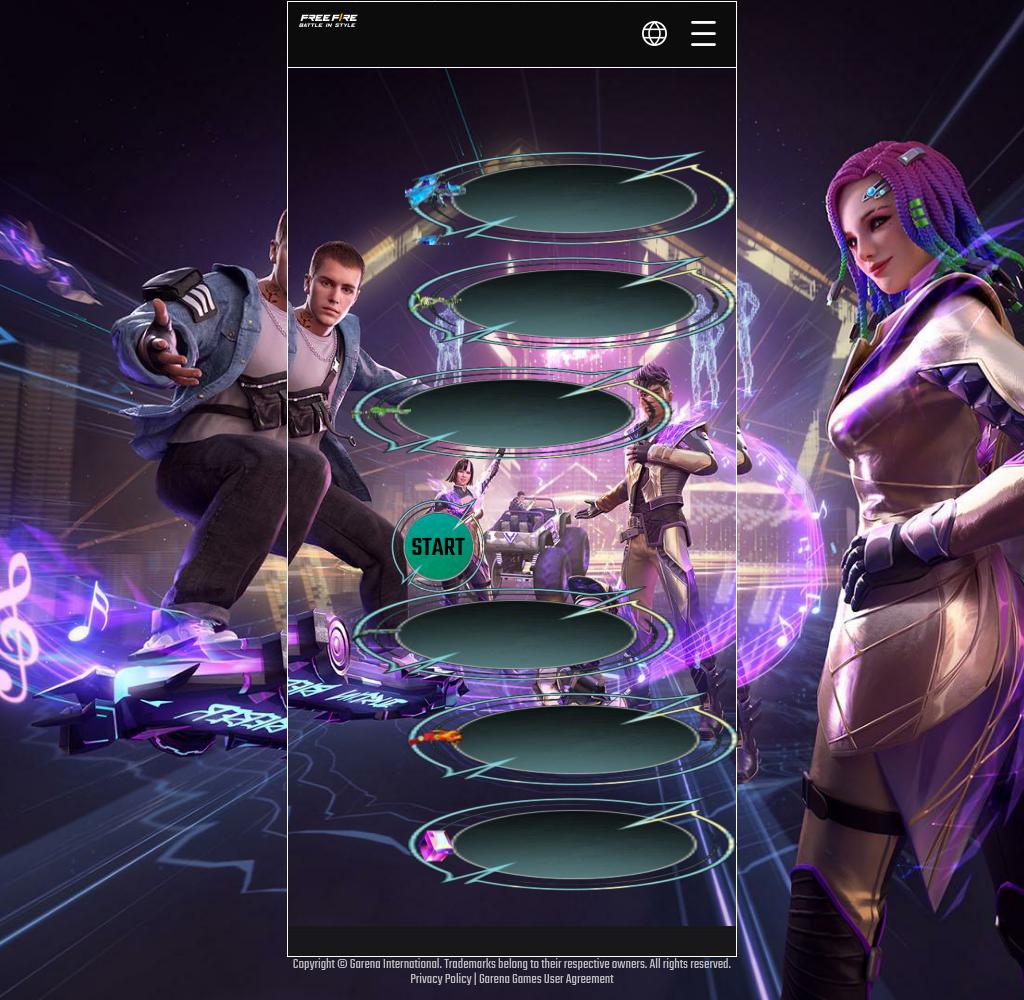 FREE FIRE
BATTLE IN STYLE
START
Copyright © Garena International. Trademarks belong to their respective owners. All rights reserved.
Privacy Policy | Garena Games User Agreement